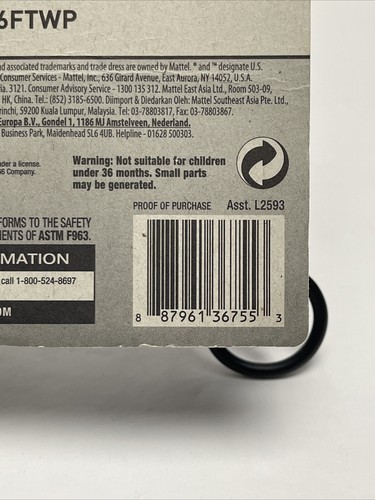 6FTWP
d associated trademarks and trade dress are owned by Mattel. ® and ™ designate U.S.
Consumer Services - Mattel, Inc., 636 Girard Avenue, East Aurora, NY 14052, U.S.A.
ia. 3121. Consumer Advisory Service - 1300 135 312. Mattel East Asia Ltd., Room 503-09,
HK, China. Tel.: (852) 3185-6500. Diimport & Diedarkan Oleh: Mattel Southeast Asia Pte. Ltd.,
rinchi, 59200 Kuala Lumpur, Malaysia. Tel: 03-78803817, Fax: 03-78803867.
Europa B.V., Gondel 1, 1186 MJ Amstelveen, Nederland.
Business Park, Maidenhead SL6 4UB. Helpline - 01628 500303.
under a license.
Company.
Warning: Not suitable for children
under 36 months. Small parts
may be generated.
PROOF OF PURCHASE Asst. L2593
FORMS TO THE SAFETY
MENTS OF ASTM F963.
MATION
call 1-800-524-8697
OM
8 87961 36755 3